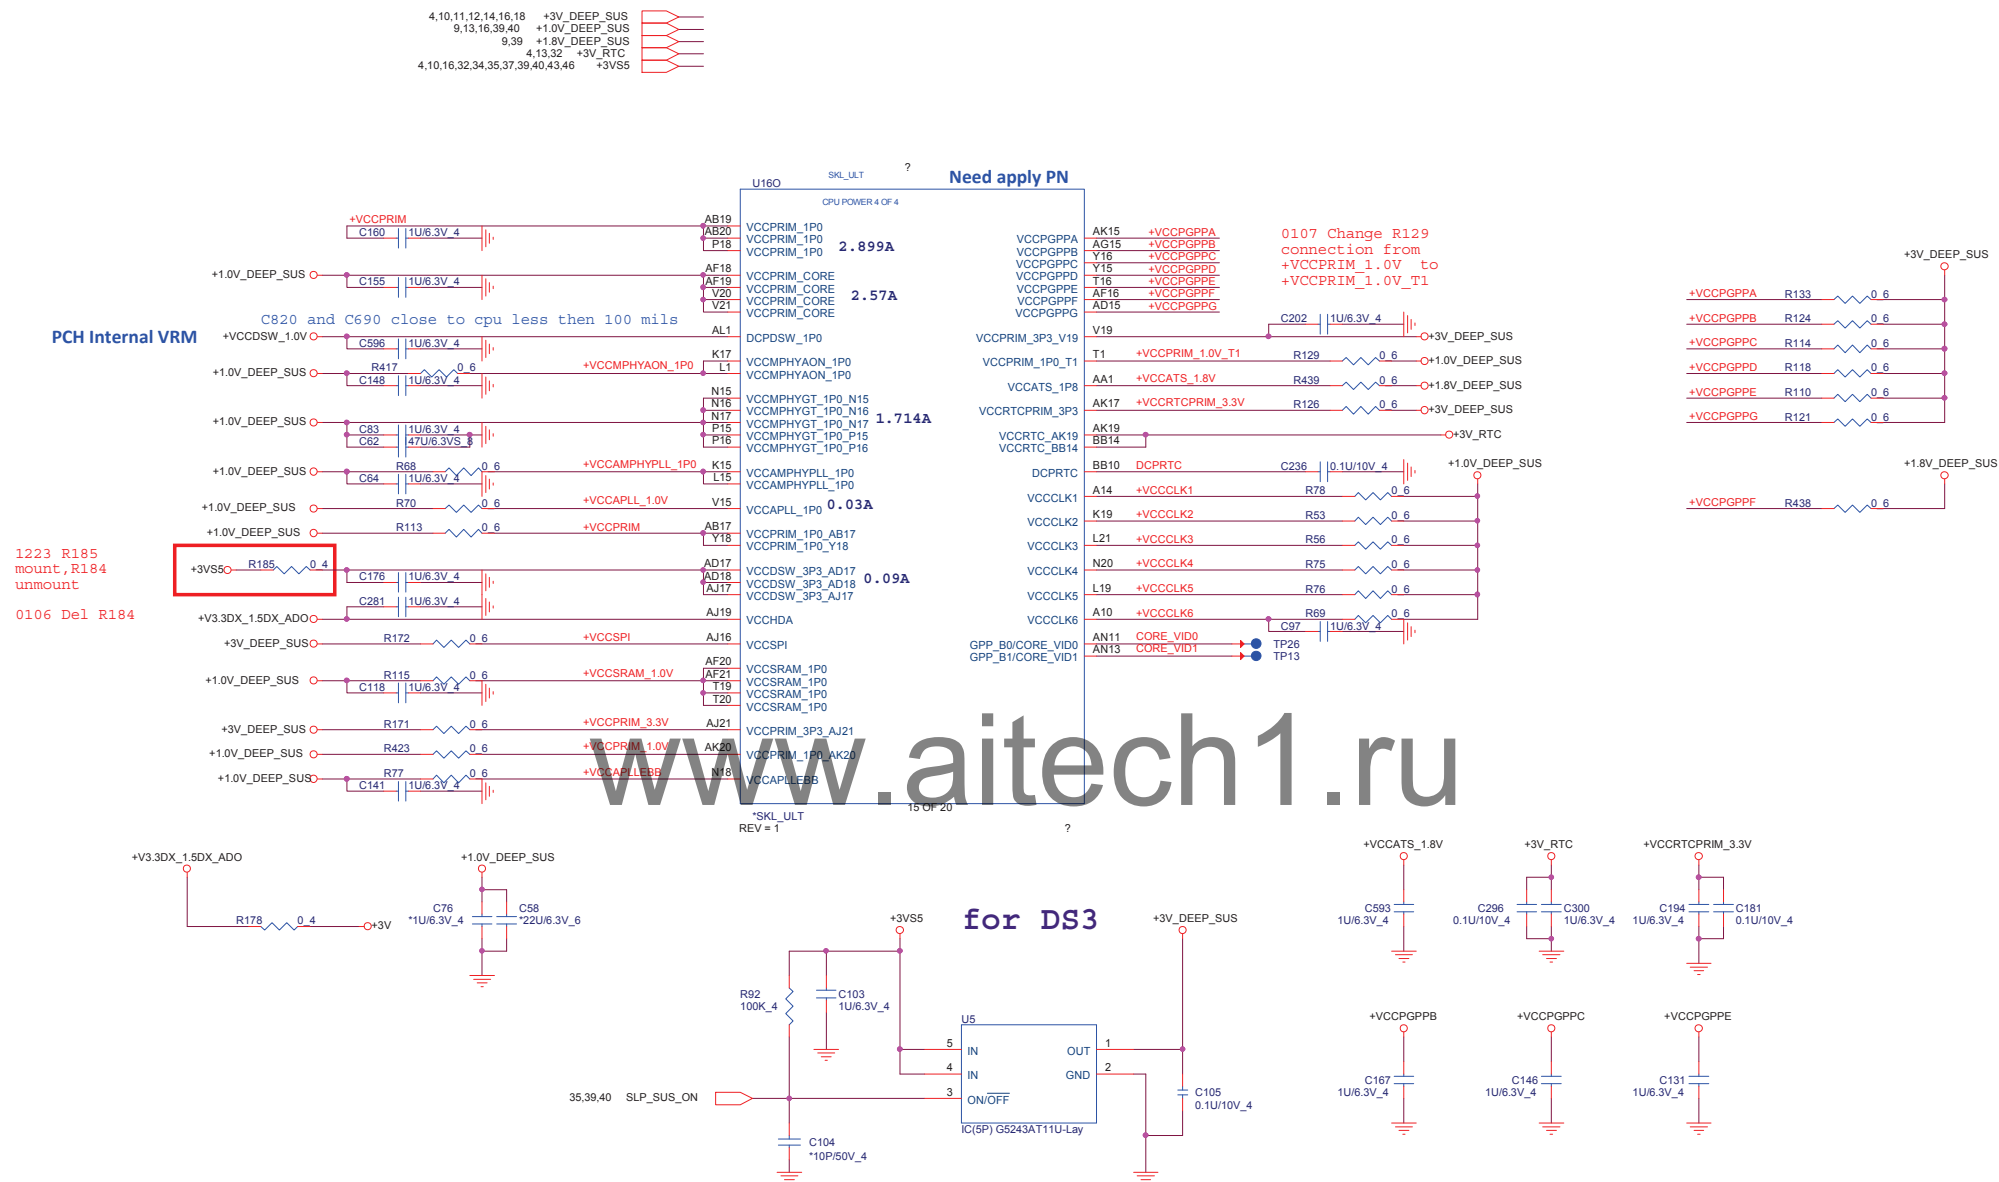 4,10,11,12,14,16,18 +3V_DEEP_SUS
9,13,16,39,40 +1.0V_DEEP_SUS
9,39 +1.8V_DEEP_SUS
4,13,32 +3V_RTC
4,10,16,32,34,35,37,39,40,43,46 +3VS5
?
U16O
SKL_ULT
Need apply PN
CPU POWER 4 OF 4
+VCCPRIM
C160 1U/6.3V_4
AB19 VCCPRIM_1P0
AB20 VCCPRIM_1P0
P18 VCCPRIM_1P0
2.899A
+1.0V_DEEP_SUS
C155 1U/6.3V_4
AF18 VCCPRIM_CORE
AF19 VCCPRIM_CORE
V20 VCCPRIM_CORE
V21 VCCPRIM_CORE
2.57A
C820 and C690 close to cpu less then 100 mils
PCH Internal VRM
+VCCDSW_1.0V
C596 1U/6.3V_4
AL1 DCPDSW_1P0
+1.0V_DEEP_SUS
R417 0_6 +VCCMPHYAON_1P0
C148 1U/6.3V_4
K17 VCCMPHYAON_1P0
L1 VCCMPHYAON_1P0
+1.0V_DEEP_SUS
C83 1U/6.3V_4
C62 47U/6.3VS_8
N15 VCCMPHYGT_1P0_N15
N16 VCCMPHYGT_1P0_N16
N17 VCCMPHYGT_1P0_N17
P15 VCCMPHYGT_1P0_P15
P16 VCCMPHYGT_1P0_P16
1.714A
+1.0V_DEEP_SUS
R68 0_6 +VCCAMPHYPLL_1P0
C64 1U/6.3V_4
K15 VCCAMPHYPLL_1P0
L15 VCCAMPHYPLL_1P0
+1.0V_DEEP_SUS R70 0_6 +VCCAPLL_1.0V V15 VCCAPLL_1P0 0.03A
+1.0V_DEEP_SUS R113 0_6 +VCCPRIM
AB17 VCCPRIM_1P0_AB17
Y18 VCCPRIM_1P0_Y18
1223 R185
mount,R184
unmount
0106 Del R184
+3VS5 R185 0_4
C176 1U/6.3V_4
AD17 VCCDSW_3P3_AD17
AD18 VCCDSW_3P3_AD18
AJ17 VCCDSW_3P3_AJ17
0.09A
C281 1U/6.3V_4
+V3.3DX_1.5DX_ADO AJ19 VCCHDA
+3V_DEEP_SUS R172 0_6 +VCCSPI AJ16 VCCSPI
+1.0V_DEEP_SUS R115 0_6 +VCCSRAM_1.0V
C118 1U/6.3V_4
AF20 VCCSRAM_1P0
AF21 VCCSRAM_1P0
T19 VCCSRAM_1P0
T20 VCCSRAM_1P0
+3V_DEEP_SUS R171 0_6 +VCCPRIM_3.3V AJ21 VCCPRIM_3P3_AJ21
+1.0V_DEEP_SUS R423 0_6 +VCCPRIM_1.0V AK20 VCCPRIM_1P0_AK20
+1.0V_DEEP_SUS R77 0_6 +VCCAPLLEBB N18 VCCAPLLEBB
C141 1U/6.3V_4
VCCPGPPA AK15 +VCCPGPPA
VCCPGPPB AG15 +VCCPGPPB
VCCPGPPC Y16 +VCCPGPPC
VCCPGPPD Y15 +VCCPGPPD
VCCPGPPE T16 +VCCPGPPE
VCCPGPPF AF16 +VCCPGPPF
VCCPGPPG AD15 +VCCPGPPG
0107 Change R129
connection from
+VCCPRIM_1.0V to
+VCCPRIM_1.0V_T1
C202 1U/6.3V_4
VCCPRIM_3P3_V19 V19 +3V_DEEP_SUS
VCCPRIM_1P0_T1 T1 +VCCPRIM_1.0V_T1 R129 0_6 +1.0V_DEEP_SUS
VCCATS_1P8 AA1 +VCCATS_1.8V R439 0_6 +1.8V_DEEP_SUS
VCCRTCPRIM_3P3 AK17 +VCCRTCPRIM_3.3V R126 0_6 +3V_DEEP_SUS
VCCRTC_AK19 AK19
VCCRTC_BB14 BB14
+3V_RTC
DCPRTC BB10 DCPRTC C236 0.1U/10V_4
+1.0V_DEEP_SUS
VCCCLK1 A14 +VCCCLK1 R78 0_6
VCCCLK2 K19 +VCCCLK2 R53 0_6
VCCCLK3 L21 +VCCCLK3 R56 0_6
VCCCLK4 N20 +VCCCLK4 R75 0_6
VCCCLK5 L19 +VCCCLK5 R76 0_6
VCCCLK6 A10 +VCCCLK6 R69 0_6
C97 1U/6.3V_4
GPP_B0/CORE_VID0 AN11 CORE_VID0 TP26
GPP_B1/CORE_VID1 AN13 CORE_VID1 TP13
+3V_DEEP_SUS
+VCCPGPPA R133 0_6
+VCCPGPPB R124 0_6
+VCCPGPPC R114 0_6
+VCCPGPPD R118 0_6
+VCCPGPPE R110 0_6
+VCCPGPPG R121 0_6
+1.8V_DEEP_SUS
+VCCPGPPF R438 0_6
www.aitech1.ru
15 OF 20
*SKL_ULT
REV = 1
?
+V3.3DX_1.5DX_ADO
R178 0_4 +3V
+1.0V_DEEP_SUS
C76
*1U/6.3V_4
C58
*22U/6.3V_6
for DS3
+3VS5
+3V_DEEP_SUS
R92
100K_4
C103
1U/6.3V_4
U5
5 IN
4 IN
3 ON/OFF
OUT 1
GND 2
IC(5P) G5243AT11U-Lay
35,39,40 SLP_SUS_ON
C104
*10P/50V_4
C105
0.1U/10V_4
+VCCATS_1.8V
C593
1U/6.3V_4
+3V_RTC
C296
0.1U/10V_4
C300
1U/6.3V_4
+VCCRTCPRIM_3.3V
C194
1U/6.3V_4
C181
0.1U/10V_4
+VCCPGPPB
C167
1U/6.3V_4
+VCCPGPPC
C146
1U/6.3V_4
+VCCPGPPE
C131
1U/6.3V_4